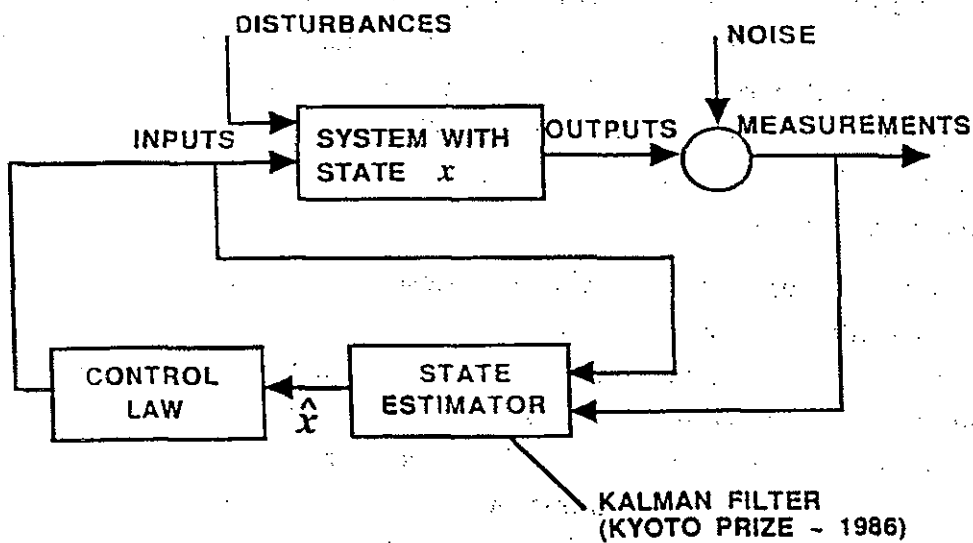 DISTURBANCES
NOISE
INPUTS
SYSTEM WITH
STATE x
OUTPUTS
MEASUREMENTS
CONTROL
LAW
x̂
STATE
ESTIMATOR
KALMAN FILTER
(KYOTO PRIZE ~ 1986)